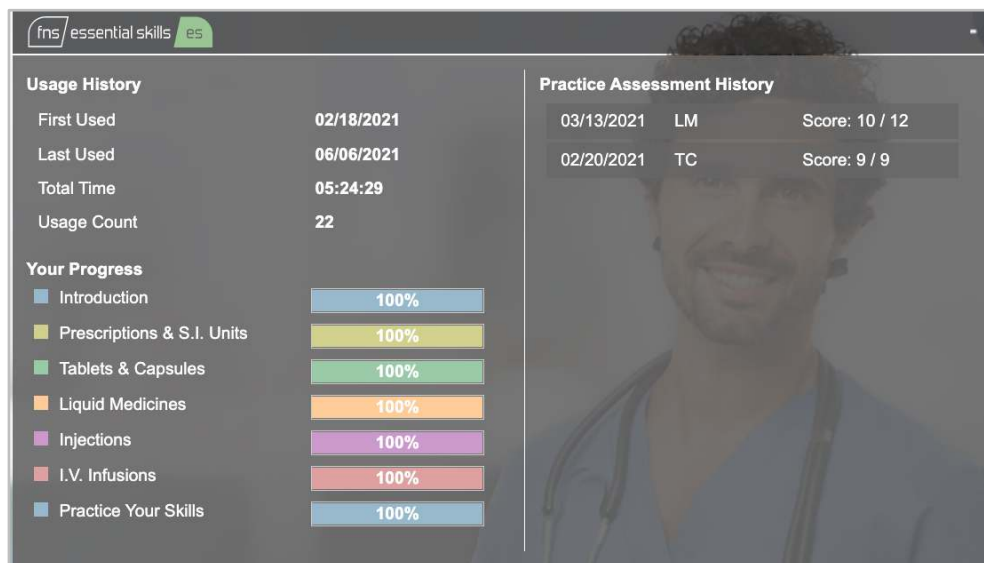 fns essential skills es
Usage History
First Used 02/18/2021
Last Used 06/06/2021
Total Time 05:24:29
Usage Count 22
Your Progress
Introduction 100%
Prescriptions & S.I. Units 100%
Tablets & Capsules 100%
Liquid Medicines 100%
Injections 100%
I.V. Infusions 100%
Practice Your Skills 100%
Practice Assessment History
03/13/2021 LM Score: 10 / 12
02/20/2021 TC Score: 9 / 9